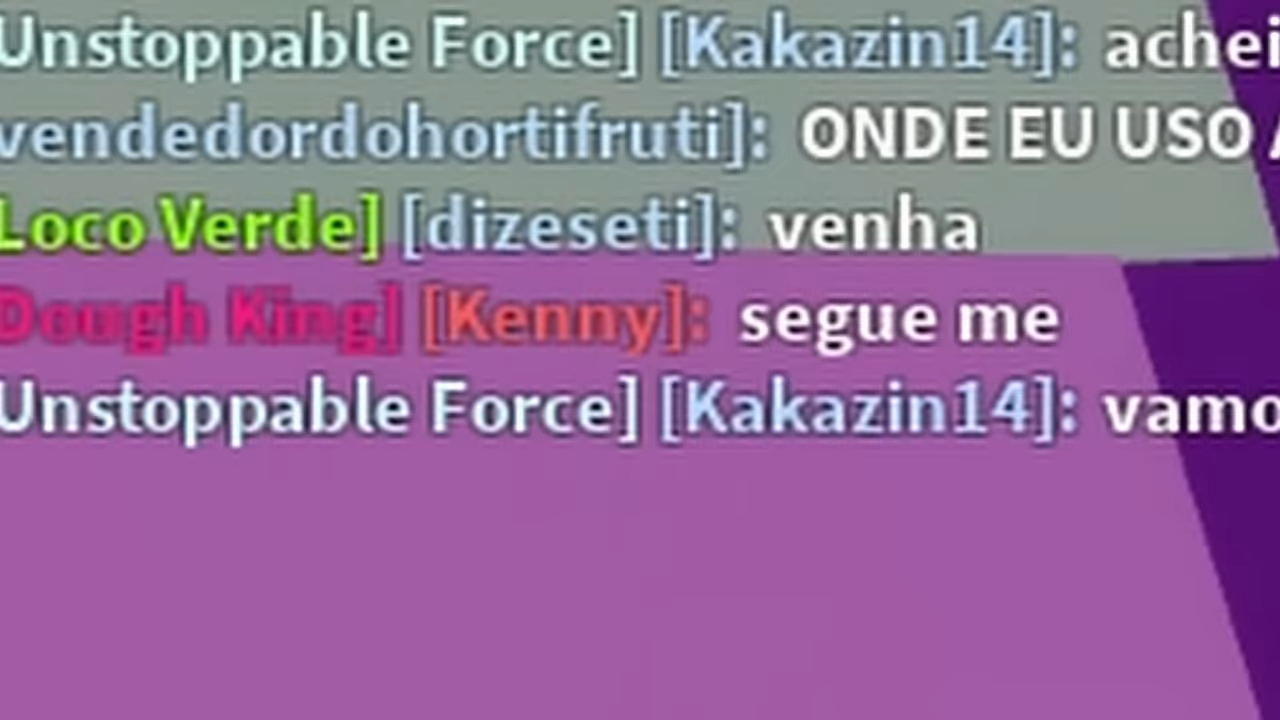 Unstoppable Force] [Kakazin14]: achei
vendedordohortifruti]: ONDE EU USO
Loco Verde] [dizeseti]: venha
Dough King] [Kenny]: segue me
Unstoppable Force] [Kakazin14]: vamo